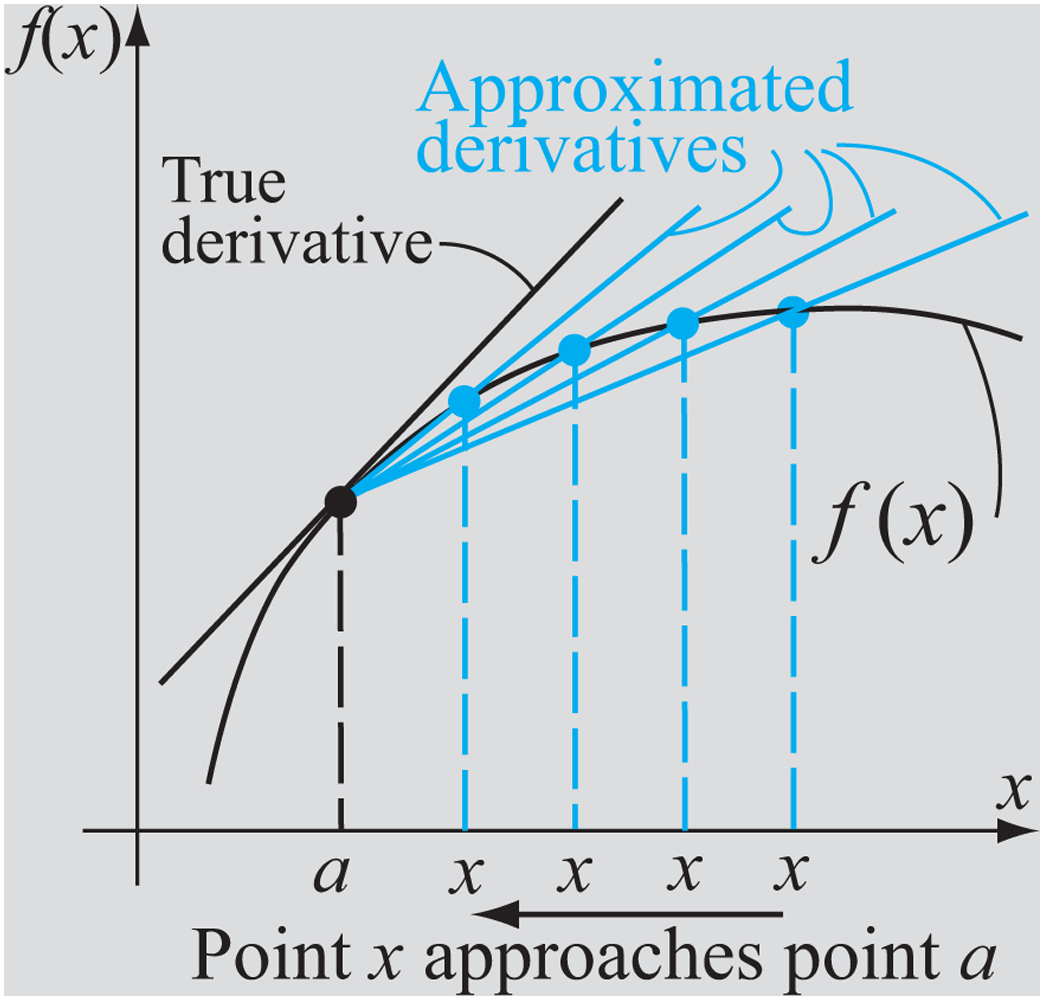 f(x)
Approximated
derivatives
True
derivative
f (x)
x
a x x x x
Point x approaches point a